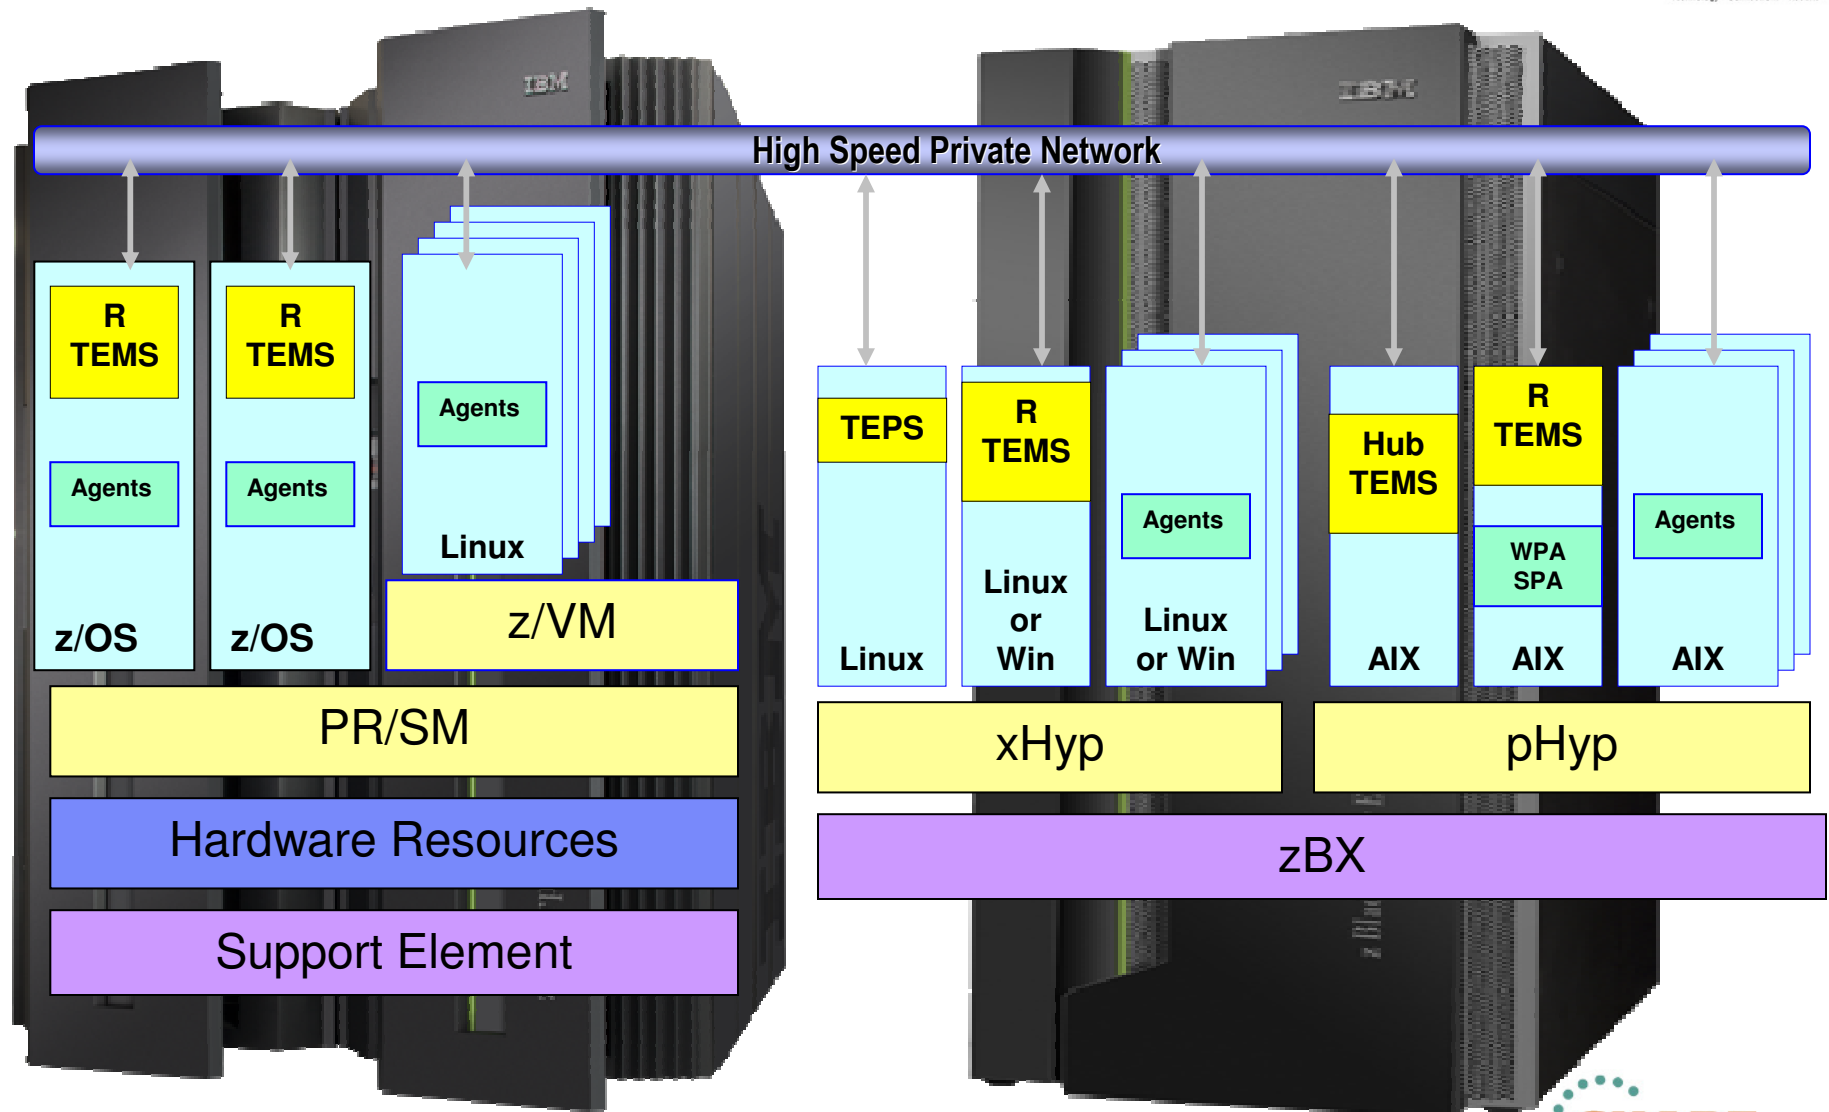 IBM
IBM
High Speed Private Network
R
TEMS
Agents
z/OS
R
TEMS
Agents
z/OS
Agents
Linux
z/VM
PR/SM
Hardware Resources
Support Element
TEPS
Linux
R
TEMS
Linux
or
Win
Agents
Linux
or Win
Hub
TEMS
AIX
R
TEMS
WPA
SPA
AIX
Agents
AIX
xHyp
pHyp
zBX